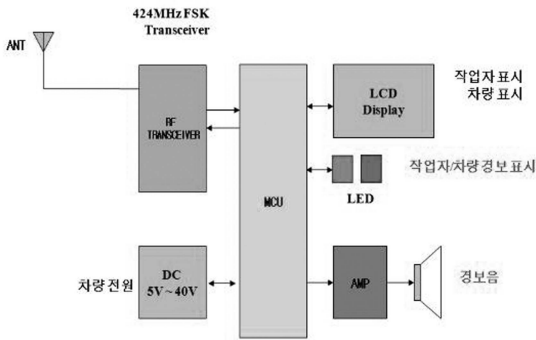 424MHz FSK
Transceiver
ANT
RF
TRANSCEIVER
MCU
LCD
Display
작업자 표시
차량 표시
작업자/차량경보표시
LED
차량 전원
DC
5V ~ 40V
AMP
경보음